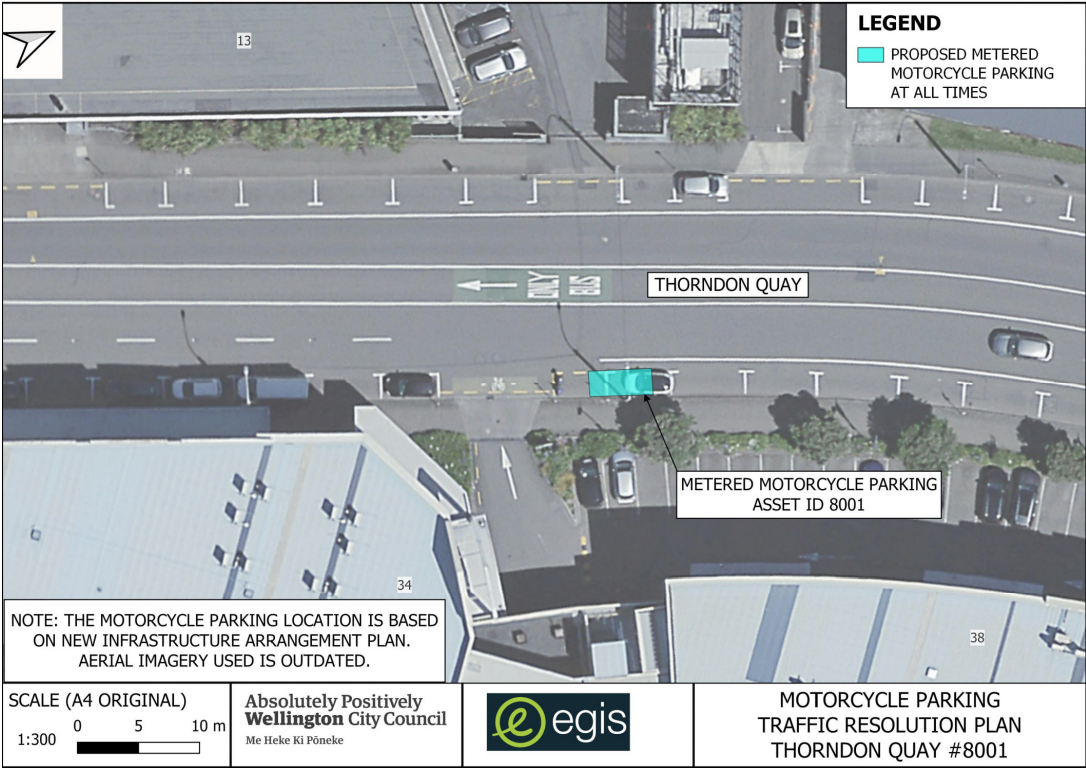 13
LEGEND
PROPOSED METERED
MOTORCYCLE PARKING
AT ALL TIMES
ONLY
BUS
THORNDON QUAY
METERED MOTORCYCLE PARKING
ASSET ID 8001
34
38
NOTE: THE MOTORCYCLE PARKING LOCATION IS BASED
ON NEW INFRASTRUCTURE ARRANGEMENT PLAN.
AERIAL IMAGERY USED IS OUTDATED.
SCALE (A4 ORIGINAL)
1:300
0 5 10 m
Absolutely Positively
Wellington City Council
Me Heke Ki Pōneke
egis
MOTORCYCLE PARKING
TRAFFIC RESOLUTION PLAN
THORNDON QUAY #8001